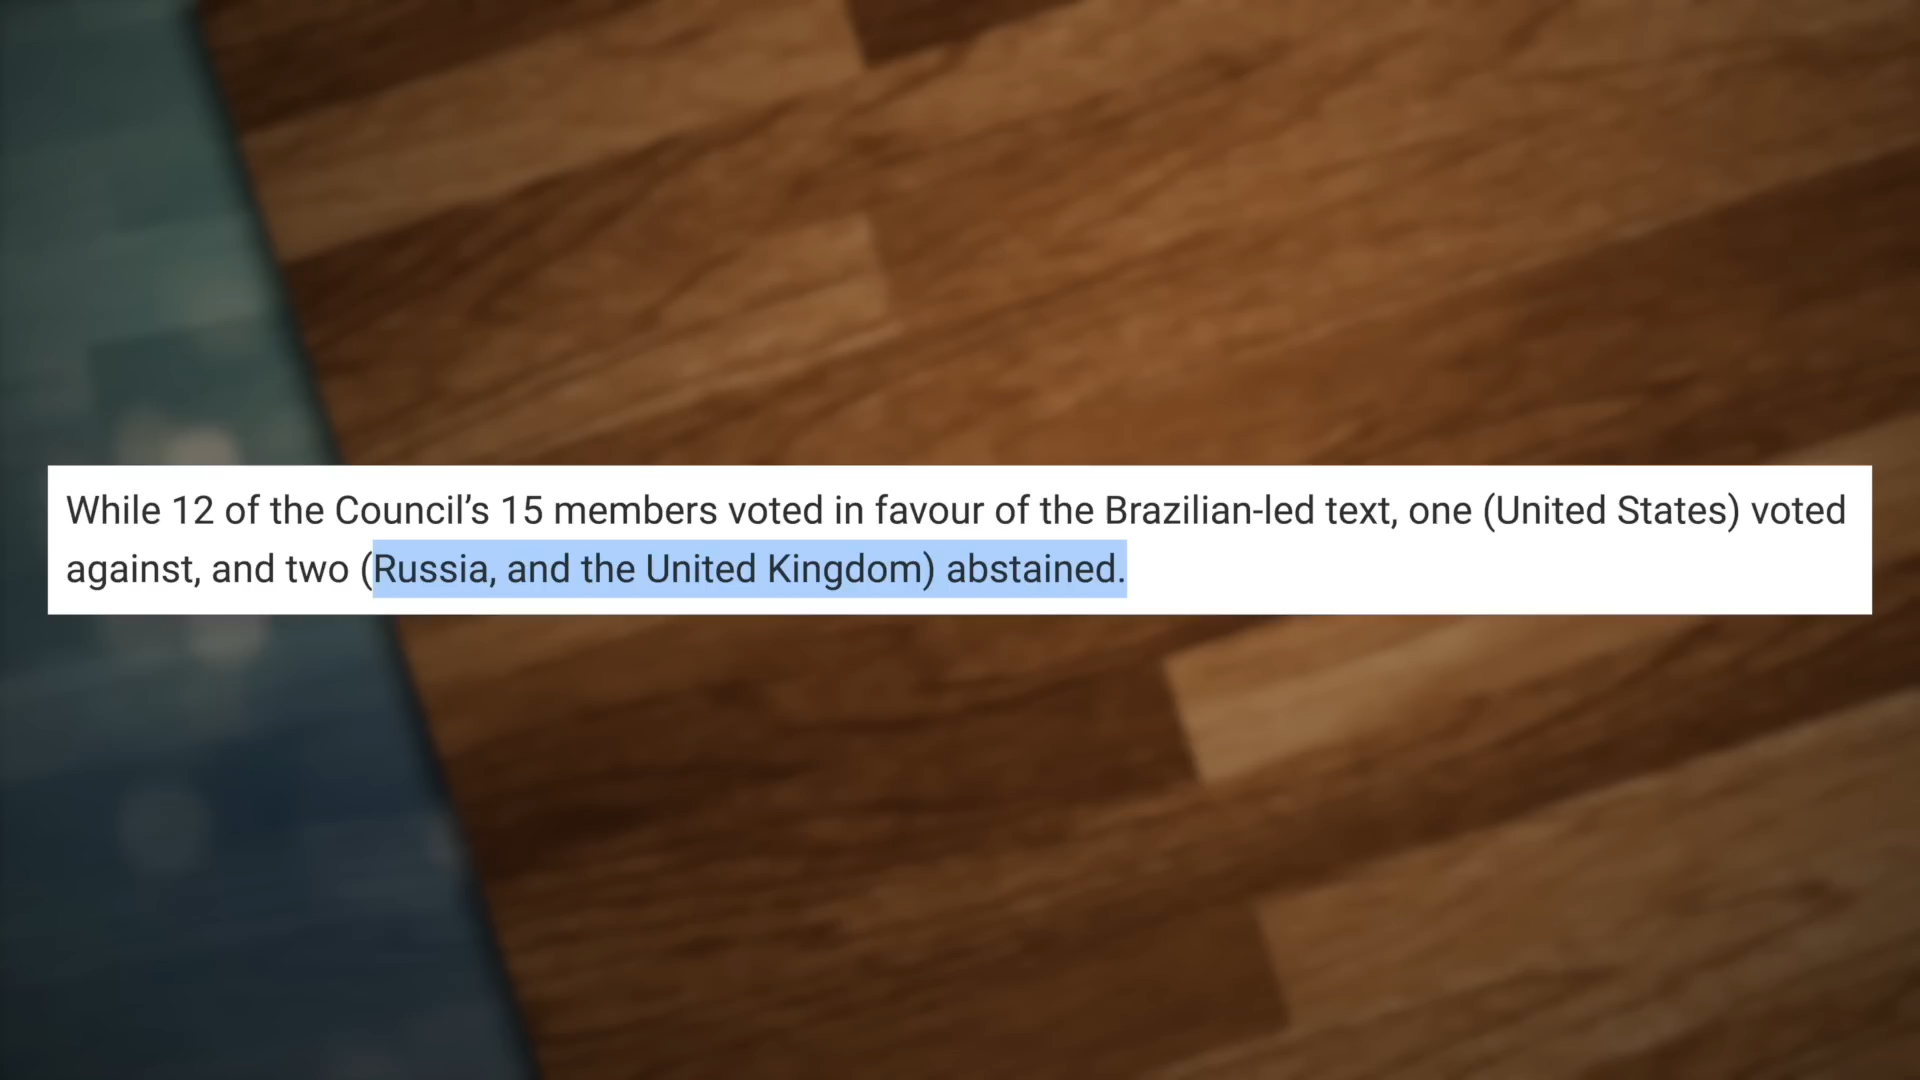 While 12 of the Council’s 15 members voted in favour of the Brazilian-led text, one (United States) voted
against, and two (Russia, and the United Kingdom) abstained.